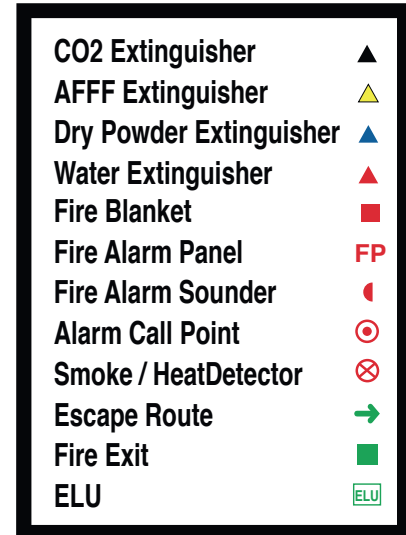 CO2 Extinguisher
AFFF Extinguisher
Dry Powder Extinguisher
Water Extinguisher
Fire Blanket
Fire Alarm Panel FP
Fire Alarm Sounder
Alarm Call Point
Smoke / HeatDetector
Escape Route
Fire Exit
ELU ELU